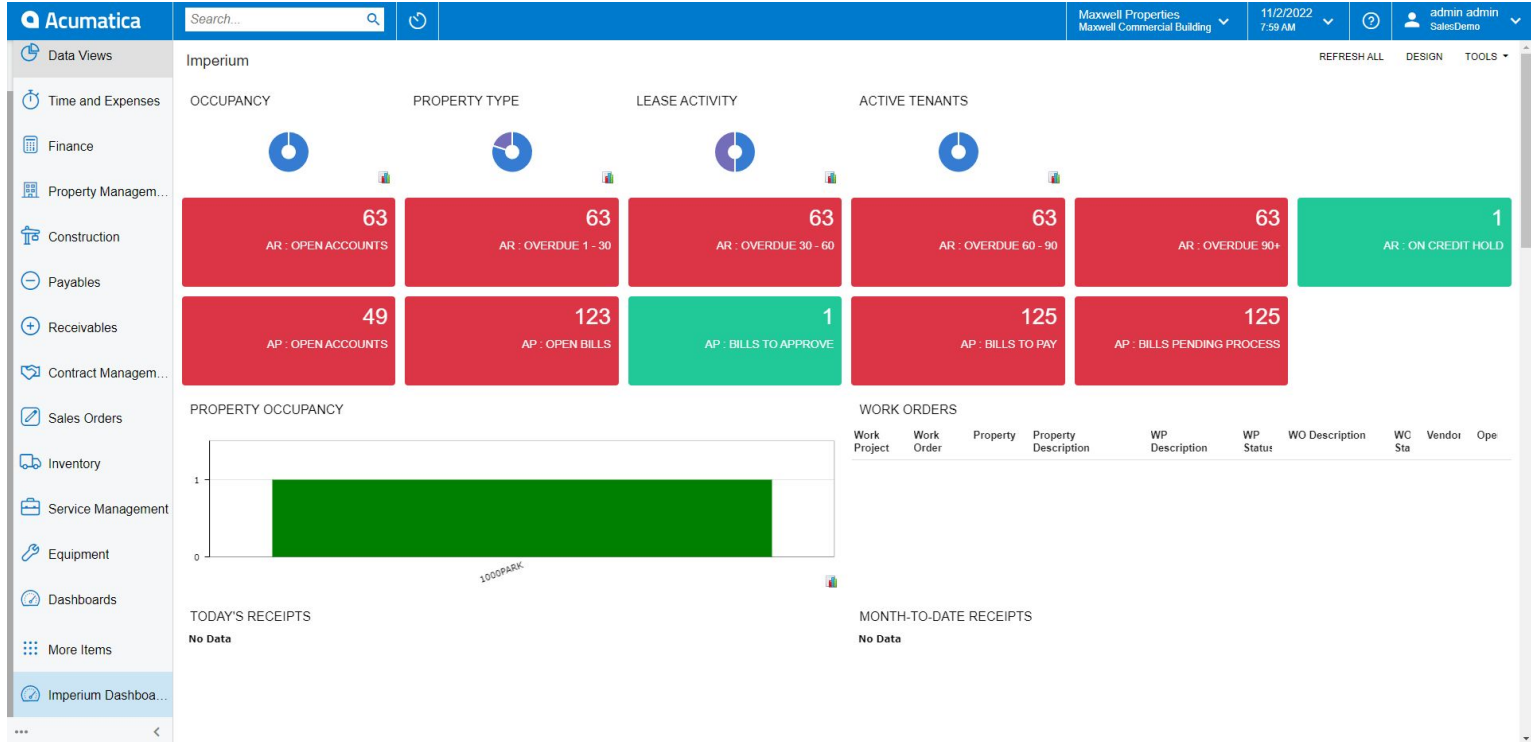 Acumatica
Search...
Maxwell Properties
Maxwell Commercial Building
11/2/2022
7:59 AM
admin admin
SalesDemo
Data Views
Time and Expenses
Finance
Property Managem...
Construction
Payables
Receivables
Contract Managem...
Sales Orders
Inventory
Service Management
Equipment
Dashboards
More Items
Imperium Dashboa...
Imperium
REFRESH ALL DESIGN TOOLS
OCCUPANCY
PROPERTY TYPE
LEASE ACTIVITY
ACTIVE TENANTS
63
AR : OPEN ACCOUNTS
63
AR : OVERDUE 1 - 30
63
AR : OVERDUE 30 - 60
63
AR : OVERDUE 60 - 90
63
AR : OVERDUE 90+
1
AR : ON CREDIT HOLD
49
AP : OPEN ACCOUNTS
123
AP : OPEN BILLS
1
AP : BILLS TO APPROVE
125
AP : BILLS TO PAY
125
AP : BILLS PENDING PROCESS
PROPERTY OCCUPANCY
1
0
1000PARK
WORK ORDERS
Work Work Property Property WP WP WO Description WO Vendor Ope
Project Order Description Description Status Sta
TODAY'S RECEIPTS
No Data
MONTH-TO-DATE RECEIPTS
No Data